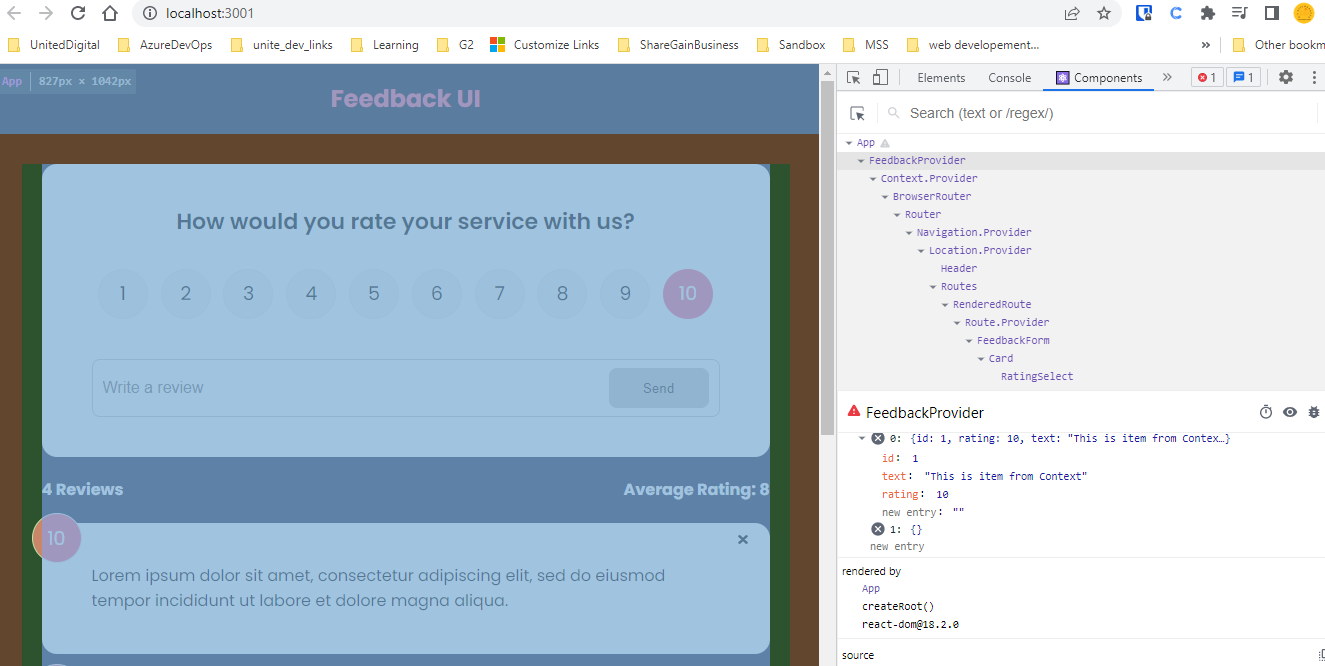 localhost:3001
UnitedDigital AzureDevOps unite_dev_links Learning G2 Customize Links ShareGainBusiness Sandbox MSS web developement... » Other bookm
App 827px × 1042px
Feedback UI
How would you rate your service with us?
1 2 3 4 5 6 7 8 9 10
Write a review Send
4 Reviews Average Rating: 8
10
Lorem ipsum dolor sit amet, consectetur adipiscing elit, sed do eiusmod
tempor incididunt ut labore et dolore magna aliqua.
Elements Console Components » 1 1
Search (text or /regex/)
App
FeedbackProvider
Context.Provider
BrowserRouter
Router
Navigation.Provider
Location.Provider
Header
Routes
RenderedRoute
Route.Provider
FeedbackForm
Card
RatingSelect
FeedbackProvider
0: {id: 1, rating: 10, text: "This is item from Contex…}
id: 1
text: "This is item from Context"
rating: 10
new entry: ""
1: {}
new entry
rendered by
App
createRoot()
react-dom@18.2.0
source